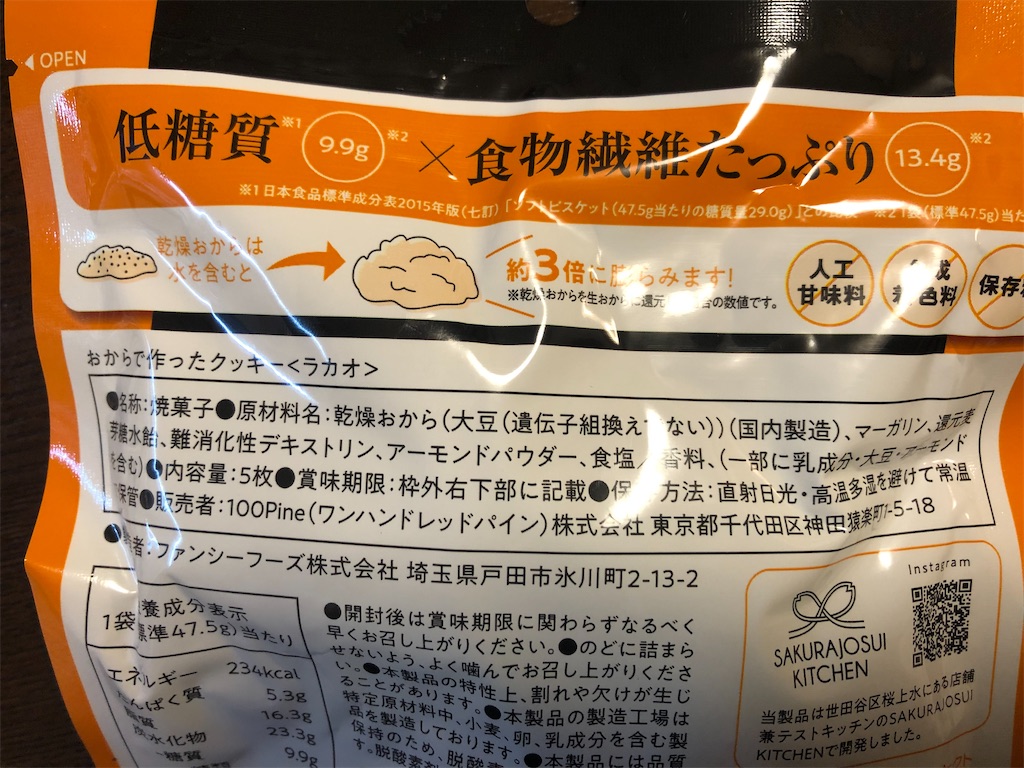 OPEN
低糖質※1 9.9g ※2 × 食物繊維たっぷり 13.4g ※2
※1日本食品標準成分表2015年版(七訂)「ソフトビスケット(47.5g当たりの糖質量29.0g)」との ※21袋(標準47.5g)当た
乾燥おからは
水を含むと
約3倍に膨らみます!
※乾燥おからを生おからに還元 合の数値です。
人工
甘味料
成
着色料
保存
おからで作ったクッキー<ラカオ>
●名称:焼菓子●原材料名:乾燥おから(大豆(遺伝子組換えでない))(国内製造)、マーガリン、還元麦
芽糖水飴、難消化性デキストリン、アーモンドパウダー、食塩/香料、(一部に乳成分・大豆・アーモンド
を含む)●内容量:5枚●賞味期限:枠外右下部に記載●保 方法:直射日光・高温多湿を避けて常温
保管●販売者:100Pine(ワンハンドレッドパイン)株式会社 東京都千代田区神田猿楽町1-5-18
● 者:ファンシーフーズ株式会社 埼玉県戸田市氷川町2-13-2
養成分表示
1袋 準47.5g)当たり
エネルギー 234kcal
んぱく質 5.3g
質 16.3g
炭水化物 23.3g
糖質 9.9g
●開封後は賞味期限に関わらずなるべく
早くお召し上がりください。●のどに詰まら
せないよう、よく噛んでお召し上がりくださ
い。●本製品の特性上、割れや欠けが生じ
ることがあります。●本製品の製造工場は
特定原材料中、小麦、卵、乳成分を含む製
品を製造しております。●本製品には品質
保持のため、脱酸素
す。脱酸素
Instagram
SAKURAJOSUI
KITCHEN
当製品は世田谷区桜上水にある店舗
兼テストキッチンのSAKURAJOSUI
KITCHENで開発しました。